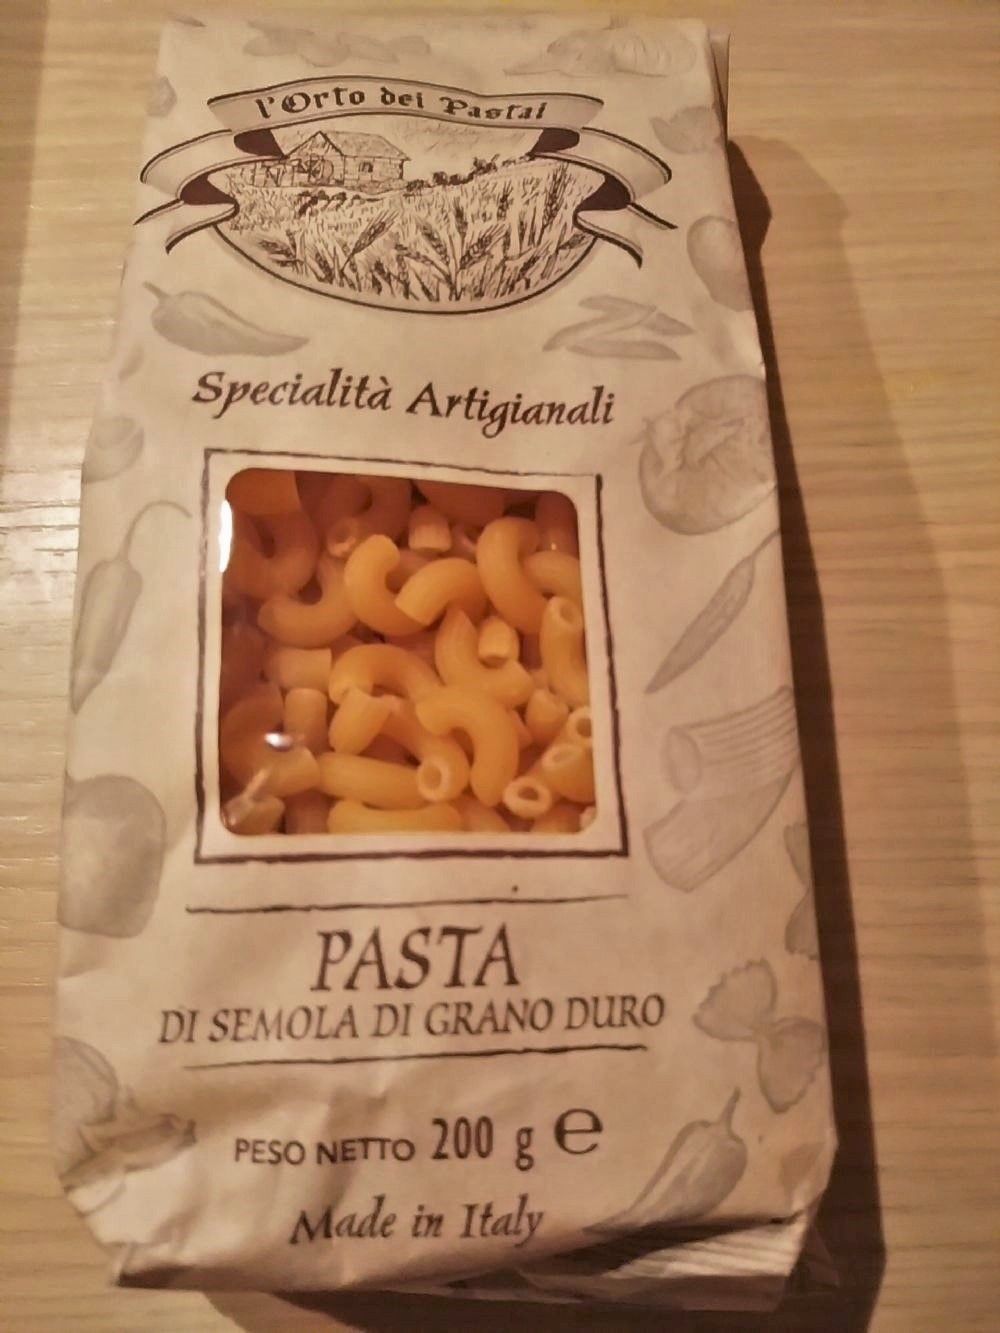 l'Orto dei Pastai
Specialità Artigianali
PASTA
DI SEMOLA DI GRANO DURO
PESO NETTO 200 g e
Made in Italy